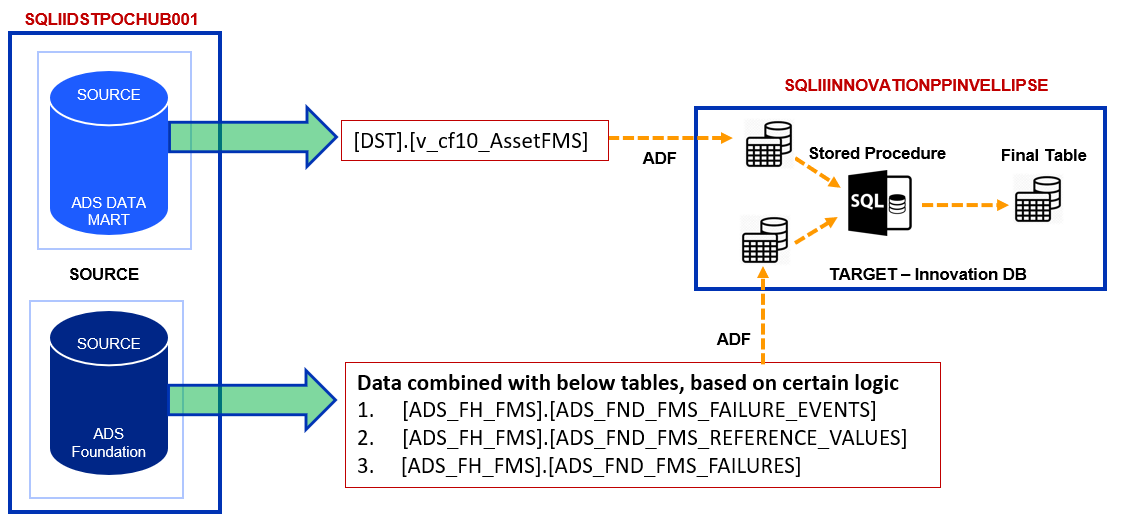 SQLIIDSTPOCHUB001
SOURCE
ADS DATA
MART
SOURCE
SOURCE
ADS
Foundation
[DST].[v_cf10_AssetFMS]
ADF
SQLIIINNOVATIONPPINVELLIPSE
Stored Procedure
Final Table
SQL
TARGET – Innovation DB
ADF
Data combined with below tables, based on certain logic
1. [ADS_FH_FMS].[ADS_FND_FMS_FAILURE_EVENTS]
2. [ADS_FH_FMS].[ADS_FND_FMS_REFERENCE_VALUES]
3. [ADS_FH_FMS].[ADS_FND_FMS_FAILURES]